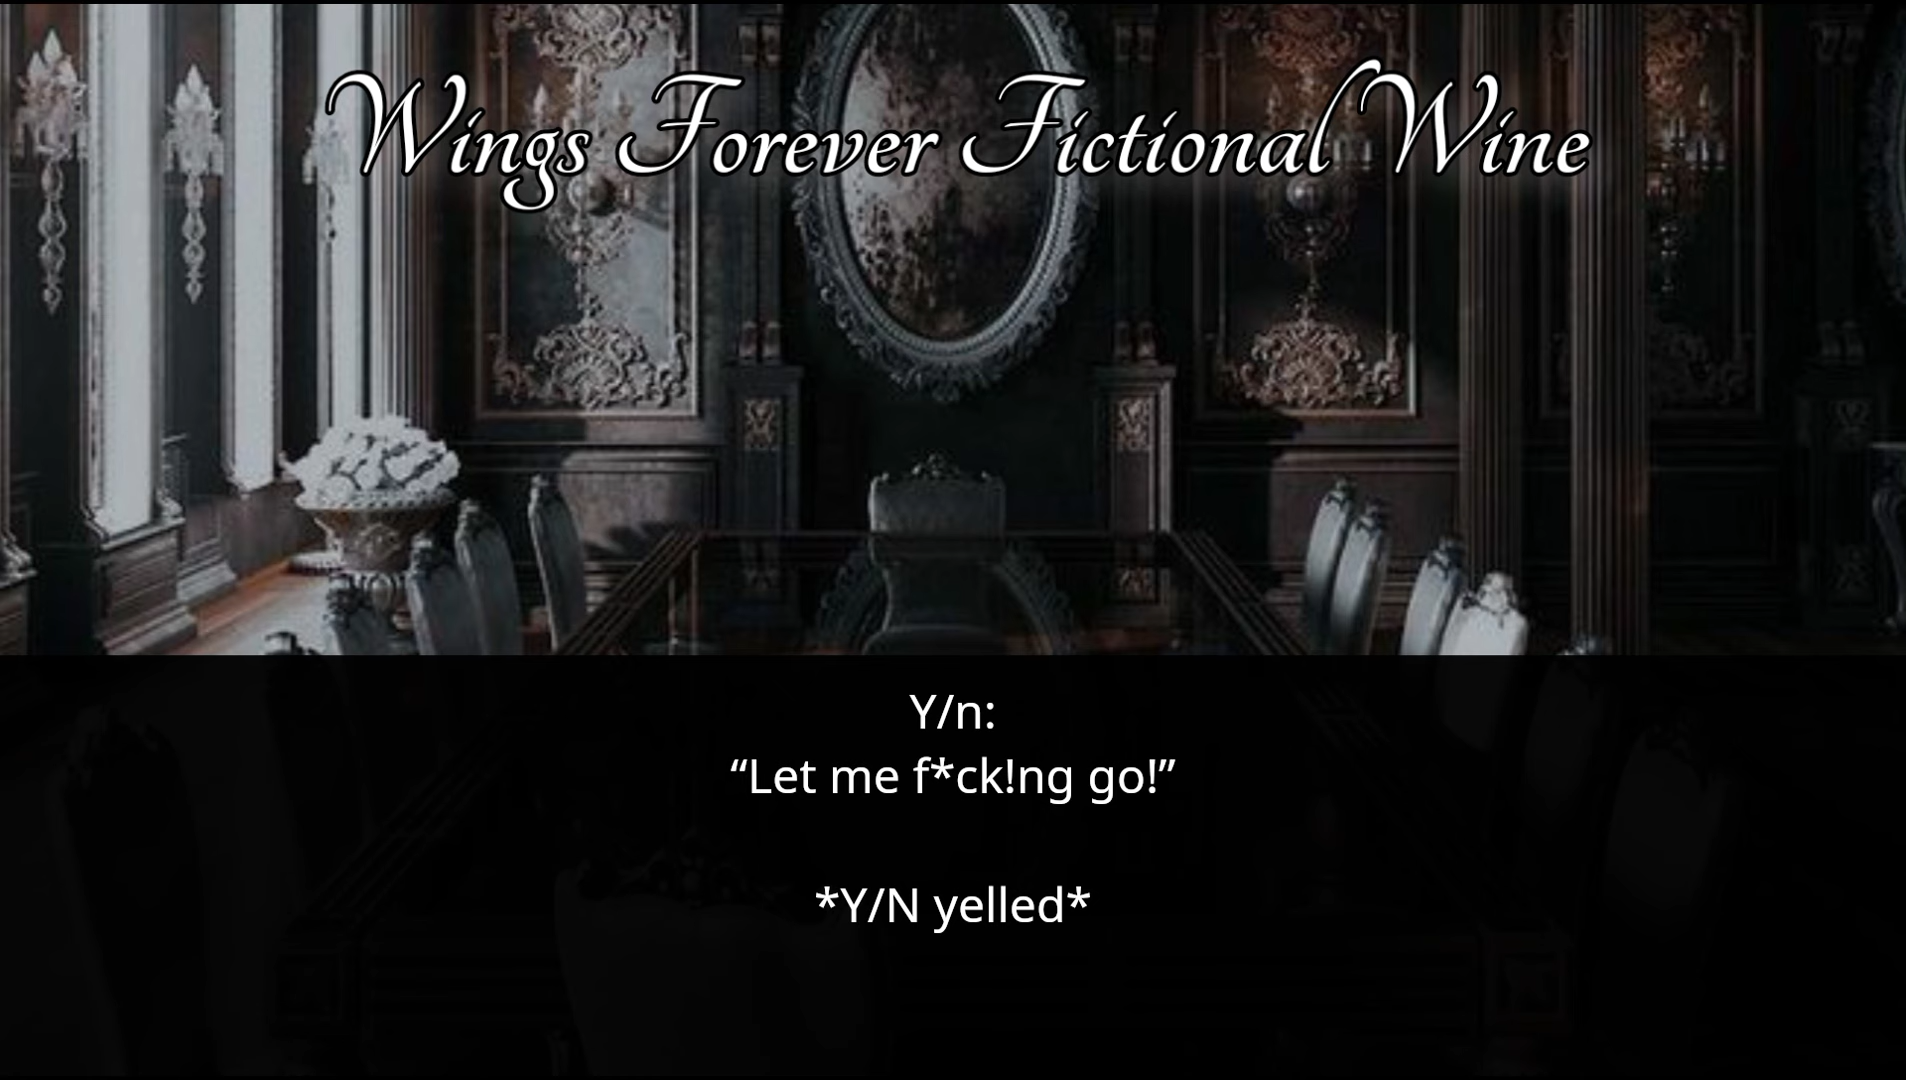 Wings Forever Fictional Wine
Y/n:
“Let me f*ck!ng go!”
*Y/N yelled*